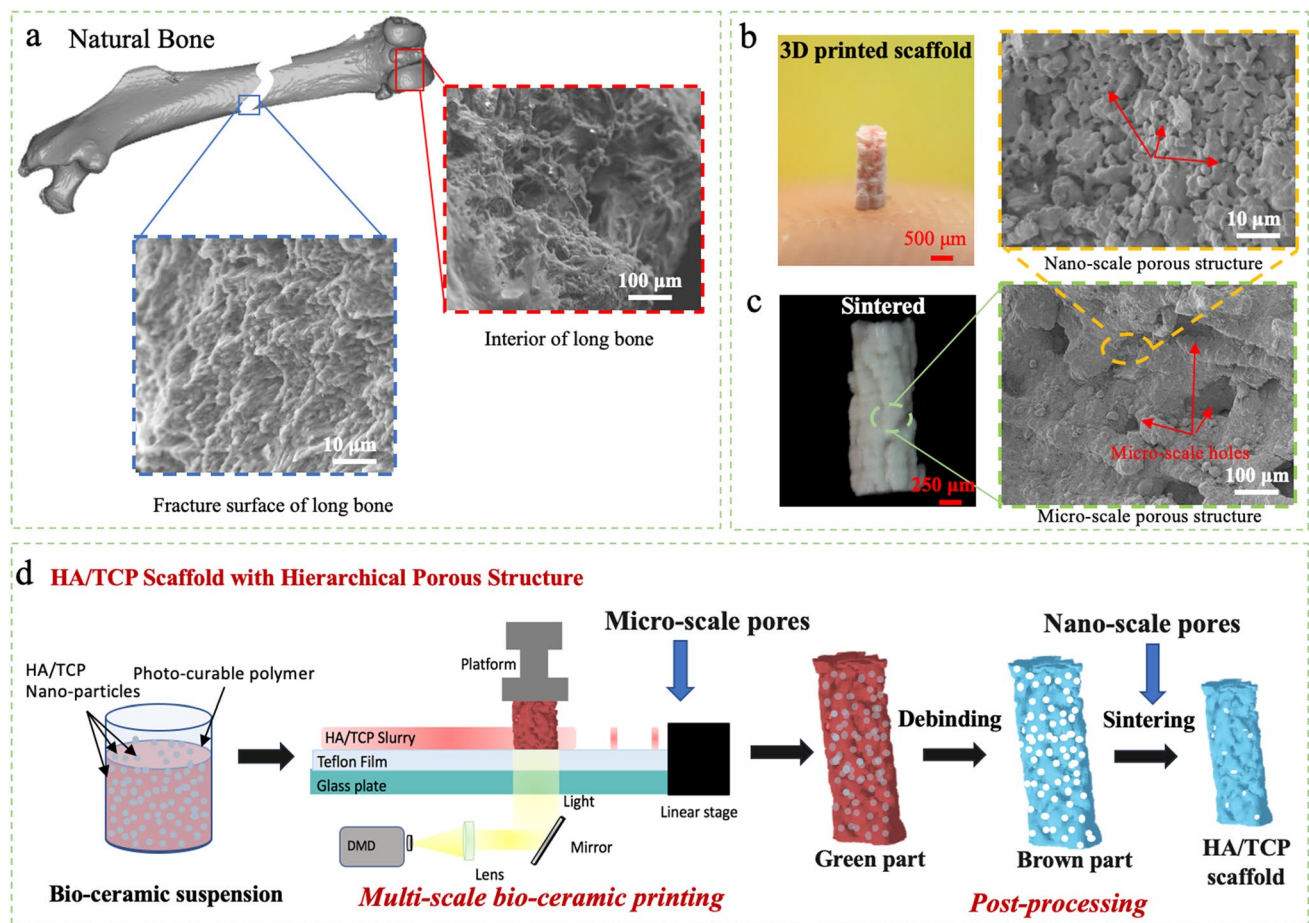 a
Natural Bone
100 μm
Interior of long bone
10 μm
Fracture surface of long bone
b
3D printed scaffold
500 μm
10 μm
Nano-scale porous structure
c
Sintered
250 μm
Micro-scale holes
100 μm
Micro-scale porous structure
d
HA/TCP Scaffold with Hierarchical Porous Structure
HA/TCP
Nano-particles
Photo-curable polymer
Bio-ceramic suspension
Platform
Micro-scale pores
HA/TCP Slurry
Teflon Film
Glass plate
Light
Linear stage
DMD
Lens
Mirror
Multi-scale bio-ceramic printing
Green part
Debinding
Brown part
Nano-scale pores
Sintering
HA/TCP
scaffold
Post-processing